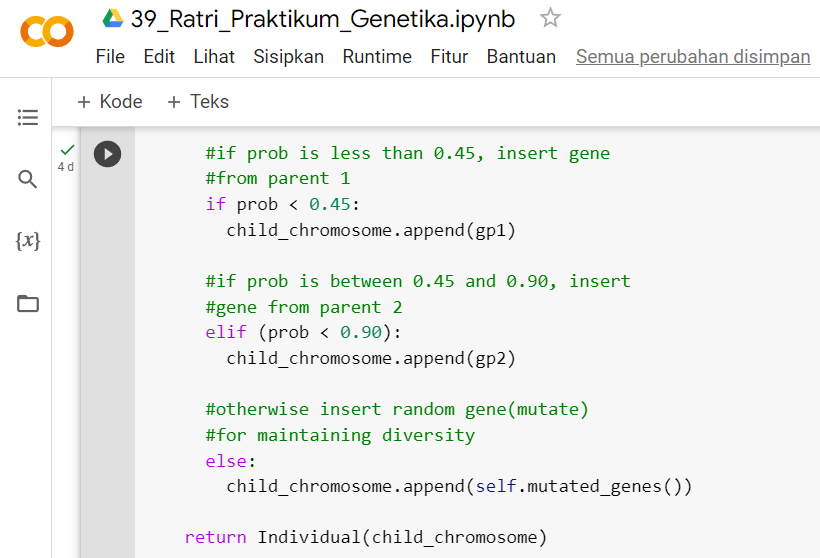 39_Ratri_Praktikum_Genetika.ipynb
File Edit Lihat Sisipkan Runtime Fitur Bantuan Semua perubahan disimpan
+ Kode + Teks
4 d
{x}
#if prob is less than 0.45, insert gene
#from parent 1
if prob < 0.45:
child_chromosome.append(gp1)
#if prob is between 0.45 and 0.90, insert
#gene from parent 2
elif (prob < 0.90):
child_chromosome.append(gp2)
#otherwise insert random gene(mutate)
#for maintaining diversity
else:
child_chromosome.append(self.mutated_genes())
return Individual(child_chromosome)